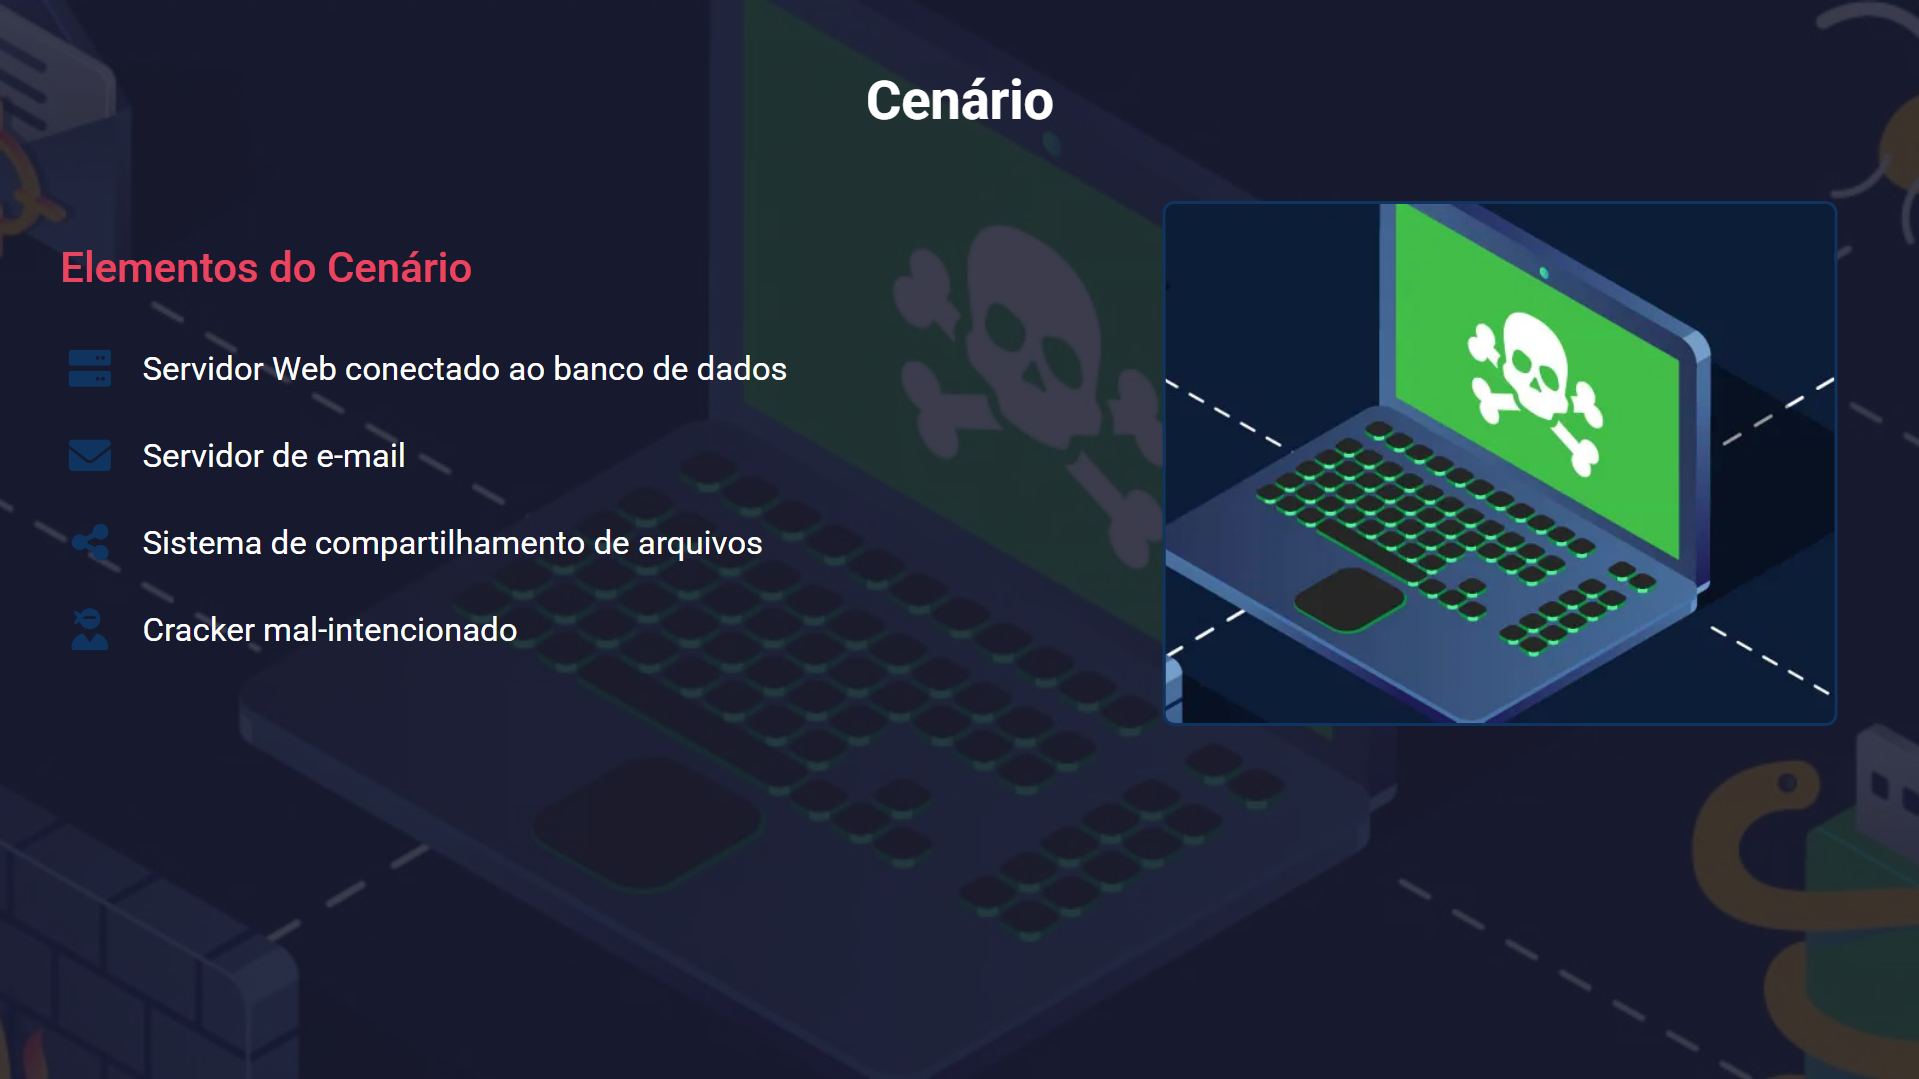 Cenário
Elementos do Cenário
Servidor Web conectado ao banco de dados
Servidor de e-mail
Sistema de compartilhamento de arquivos
Cracker mal-intencionado